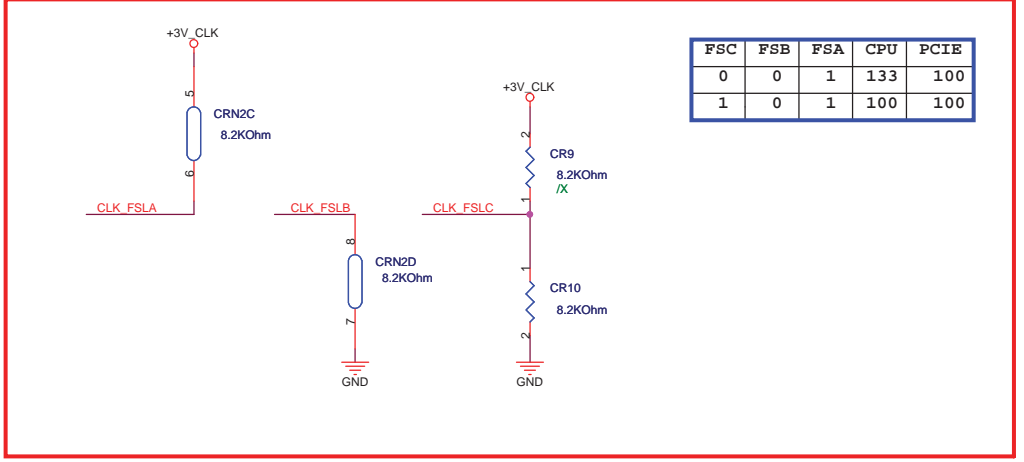 +3V_CLK
FSC FSB FSA CPU PCIE
0 0 1 133 100
1 0 1 100 100
+3V_CLK
5
CRN2C
8.2KOhm
6
2
CR9
8.2KOhm
/X
1
CLK_FSLA
CLK_FSLB
CLK_FSLC
8
CRN2D
8.2KOhm
7
GND
1
CR10
8.2KOhm
2
GND